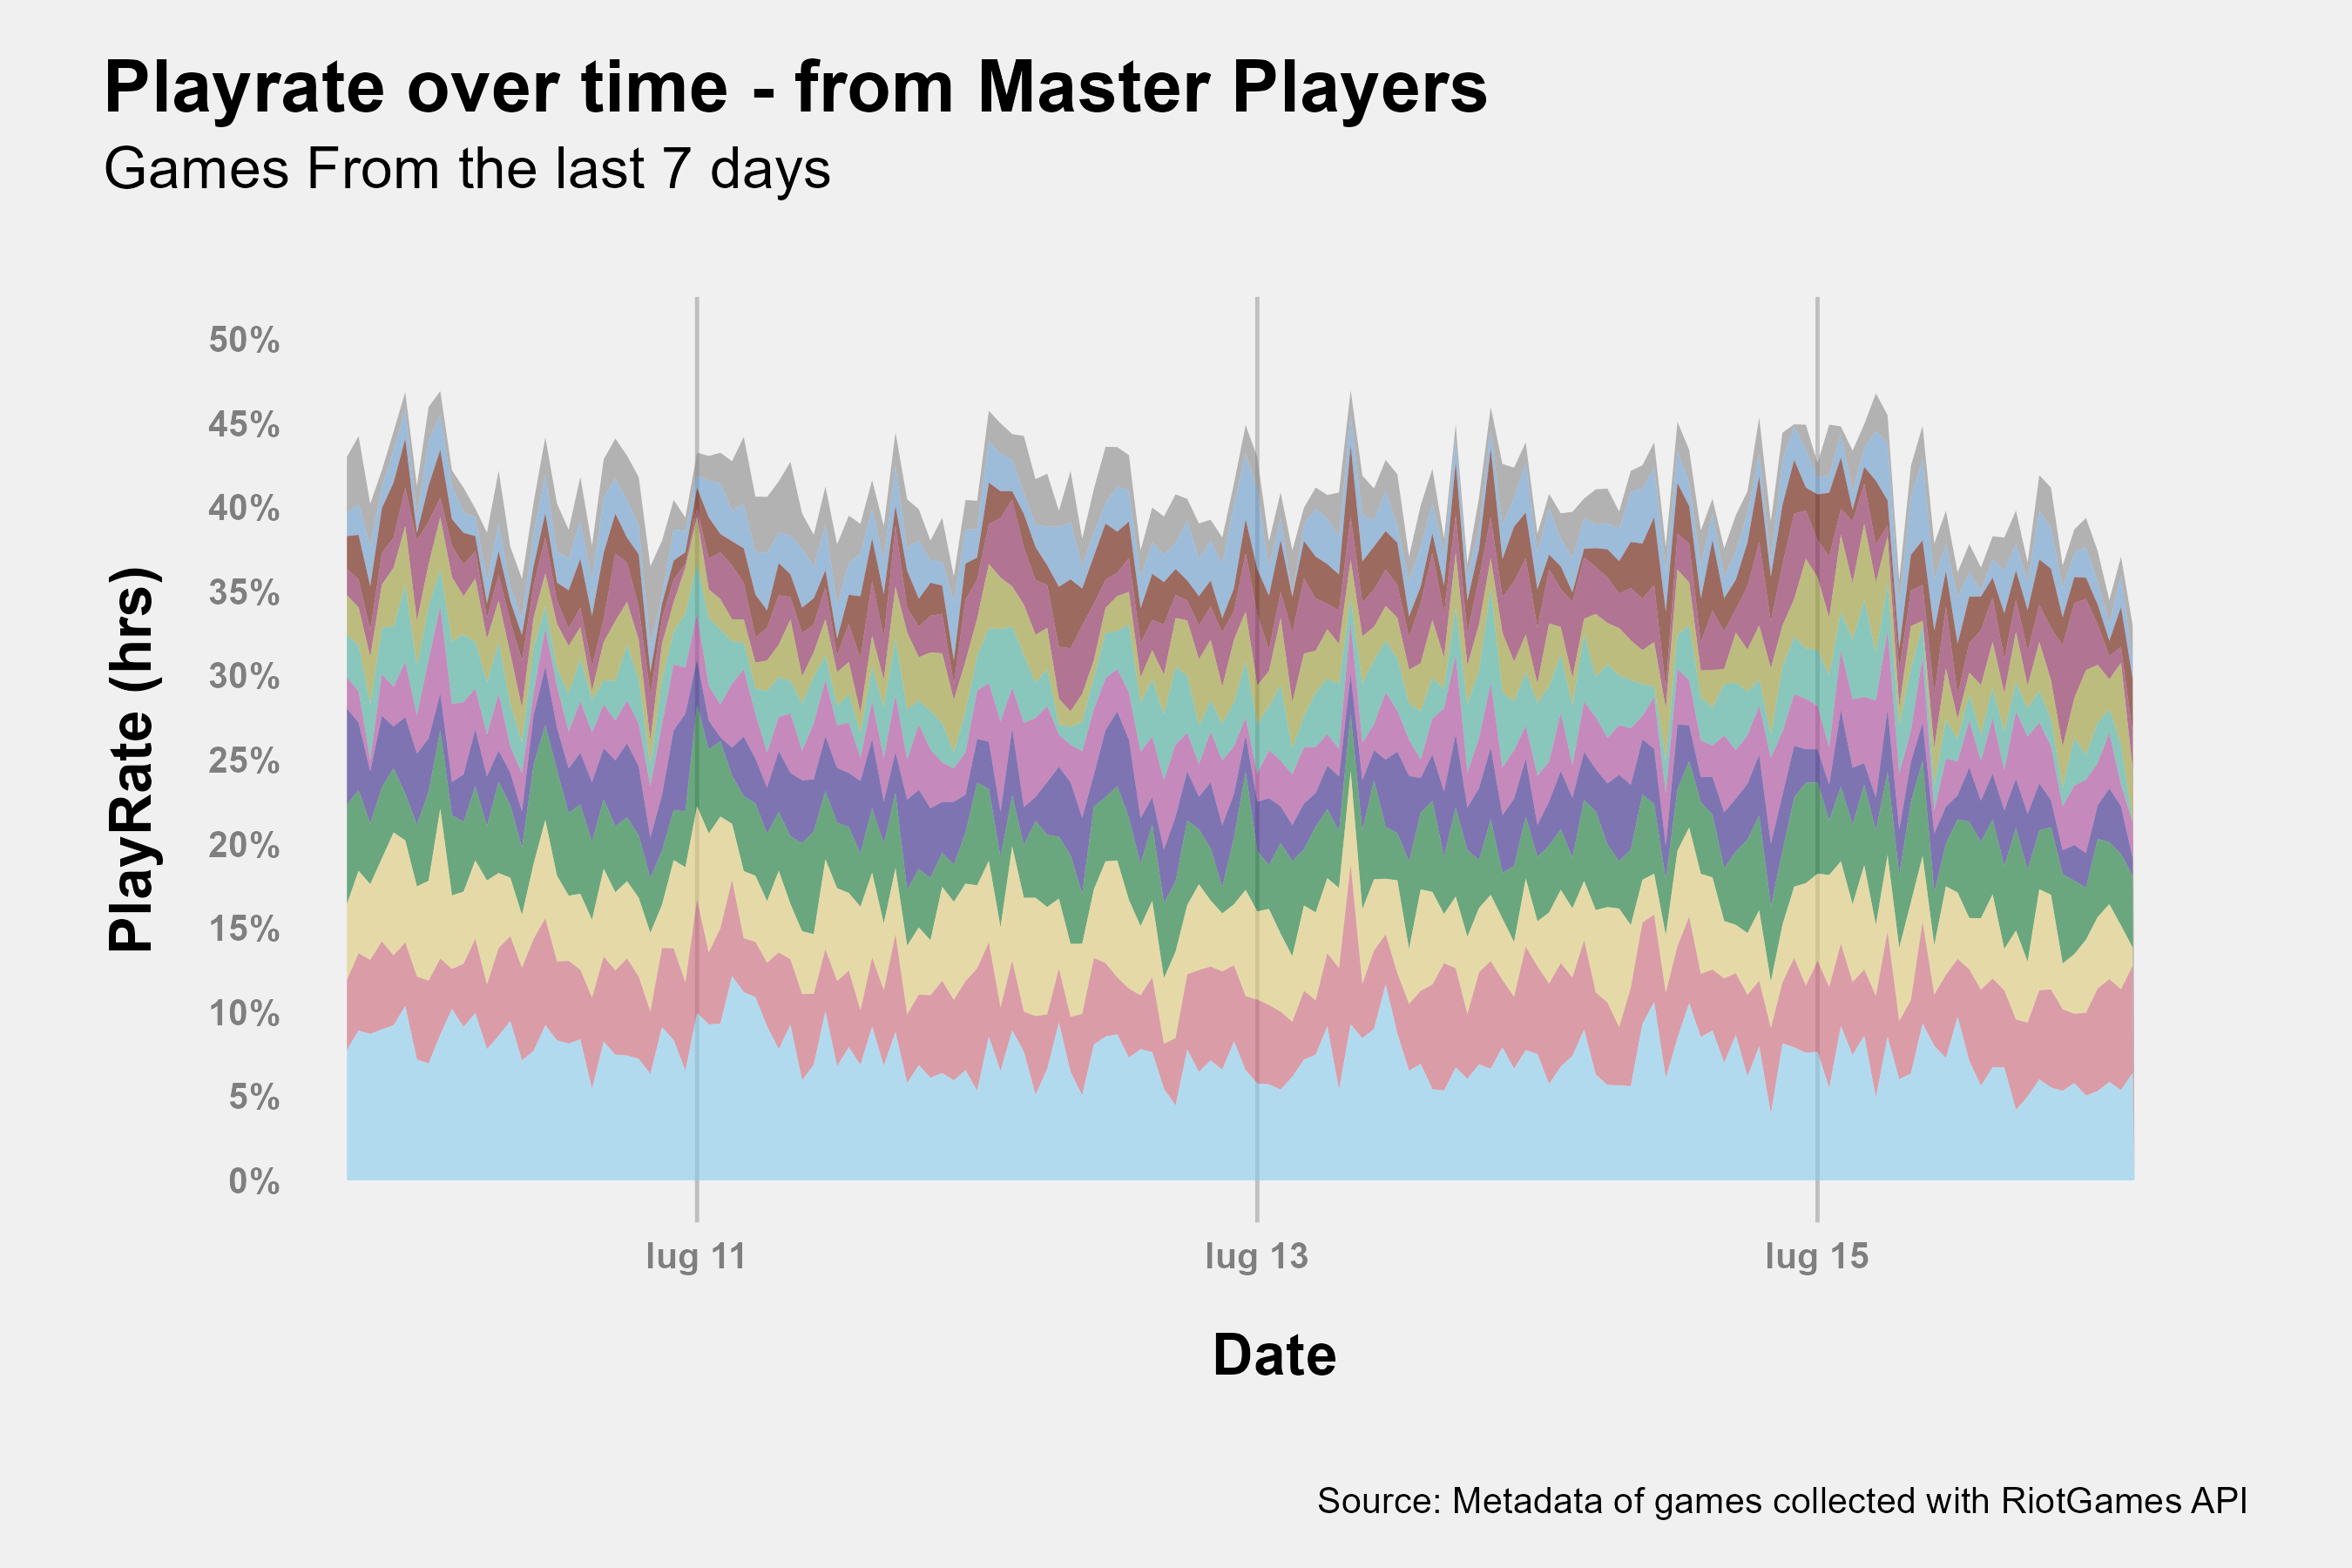 Playrate over time - from Master Players
Games From the last 7 days
PlayRate (hrs)
50%
45%
40%
35%
30%
25%
20%
15%
10%
5%
0%
lug 11
lug 13
lug 15
Date
Source: Metadata of games collected with RiotGames API